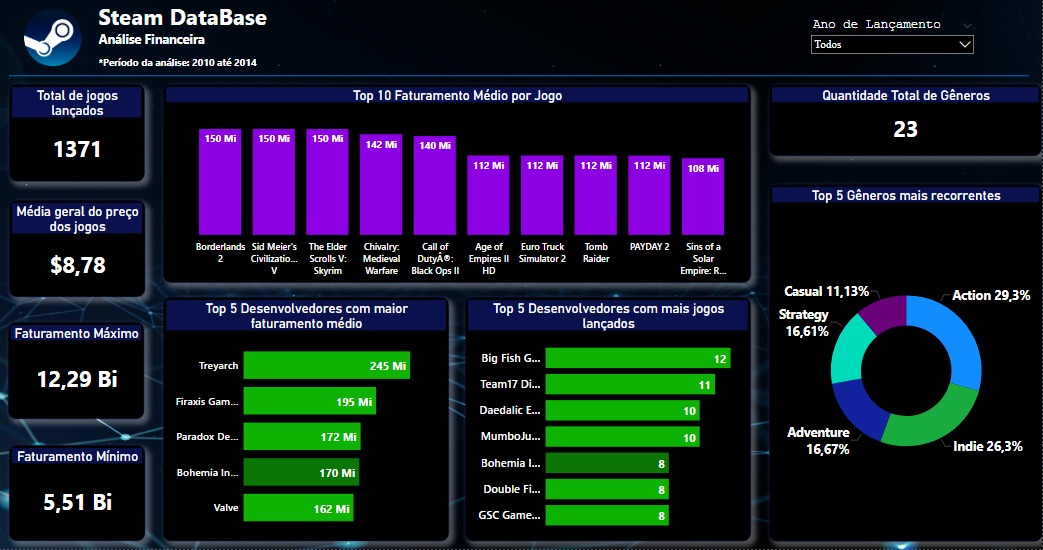 Steam DataBase
Análise Financeira
*Período da análise: 2010 até 2014
Ano de Lançamento
Todos
Total de jogos
lançados
1371
Média geral do preço
dos jogos
$8,78
Faturamento Máximo
12,29 Bi
Faturamento Mínimo
5,51 Bi
Top 10 Faturamento Médio por Jogo
150 Mi 150 Mi 150 Mi 142 Mi 140 Mi 112 Mi 112 Mi 112 Mi 112 Mi 108 Mi
Borderlands
2
Sid Meier's
Civilizatio...
V
The Elder
Scrolls V:
Skyrim
Chivalry:
Medieval
Warfare
Call of
DutyÂ®:
Black Ops II
Age of
Empires II
HD
Euro Truck
Simulator 2
Tomb
Raider
PAYDAY 2
Sins of a
Solar
Empire: R...
Top 5 Desenvolvedores com maior
faturamento médio
Treyarch 245 Mi
Firaxis Gam... 195 Mi
Paradox De... 172 Mi
Bohemia In... 170 Mi
Valve 162 Mi
Top 5 Desenvolvedores com mais jogos
lançados
Big Fish G... 12
Team17 Di... 11
Daedalic E... 10
MumboJu... 10
Bohemia I... 8
Double Fi... 8
GSC Game... 8
Quantidade Total de Gêneros
23
Top 5 Gêneros mais recorrentes
Casual 11,13%
Action 29,3%
Strategy
16,61%
Adventure
16,67%
Indie 26,3%